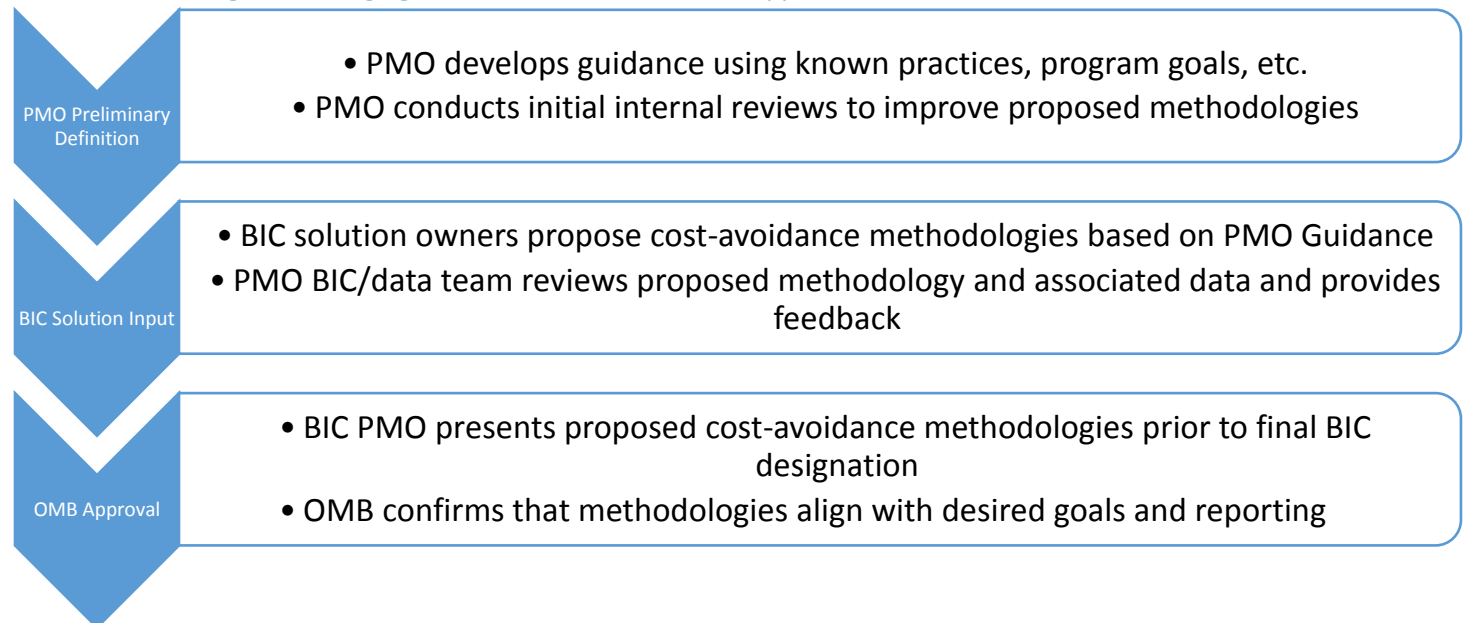 PMO Preliminary
Definition
• PMO develops guidance using known practices, program goals, etc.
• PMO conducts initial internal reviews to improve proposed methodologies
BIC Solution Input
• BIC solution owners propose cost-avoidance methodologies based on PMO Guidance
• PMO BIC/data team reviews proposed methodology and associated data and provides
feedback
OMB Approval
• BIC PMO presents proposed cost-avoidance methodologies prior to final BIC
designation
• OMB confirms that methodologies align with desired goals and reporting